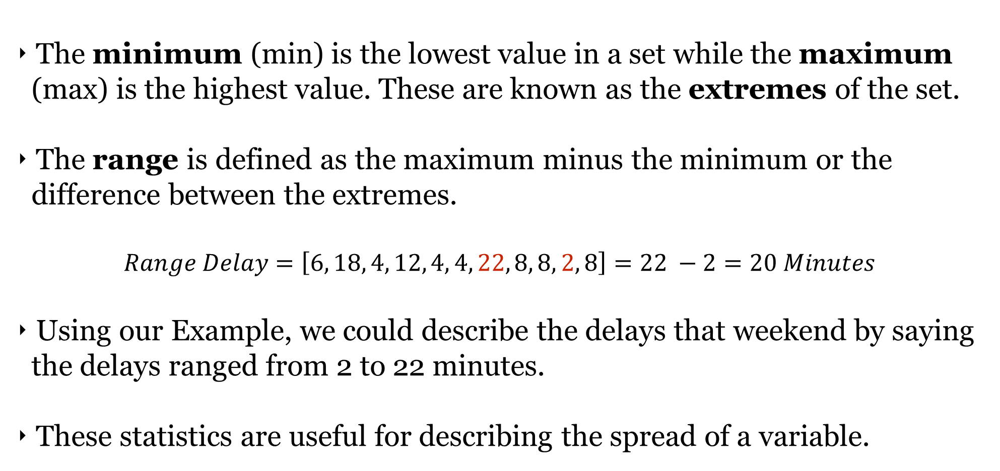 ‣ The minimum (min) is the lowest value in a set while the maximum
(max) is the highest value. These are known as the extremes of the set.
‣ The range is defined as the maximum minus the minimum or the
difference between the extremes.
Range Delay = [6, 18, 4, 12, 4, 4, 22, 8, 8, 2, 8] = 22 − 2 = 20 Minutes
‣ Using our Example, we could describe the delays that weekend by saying
the delays ranged from 2 to 22 minutes.
‣ These statistics are useful for describing the spread of a variable.